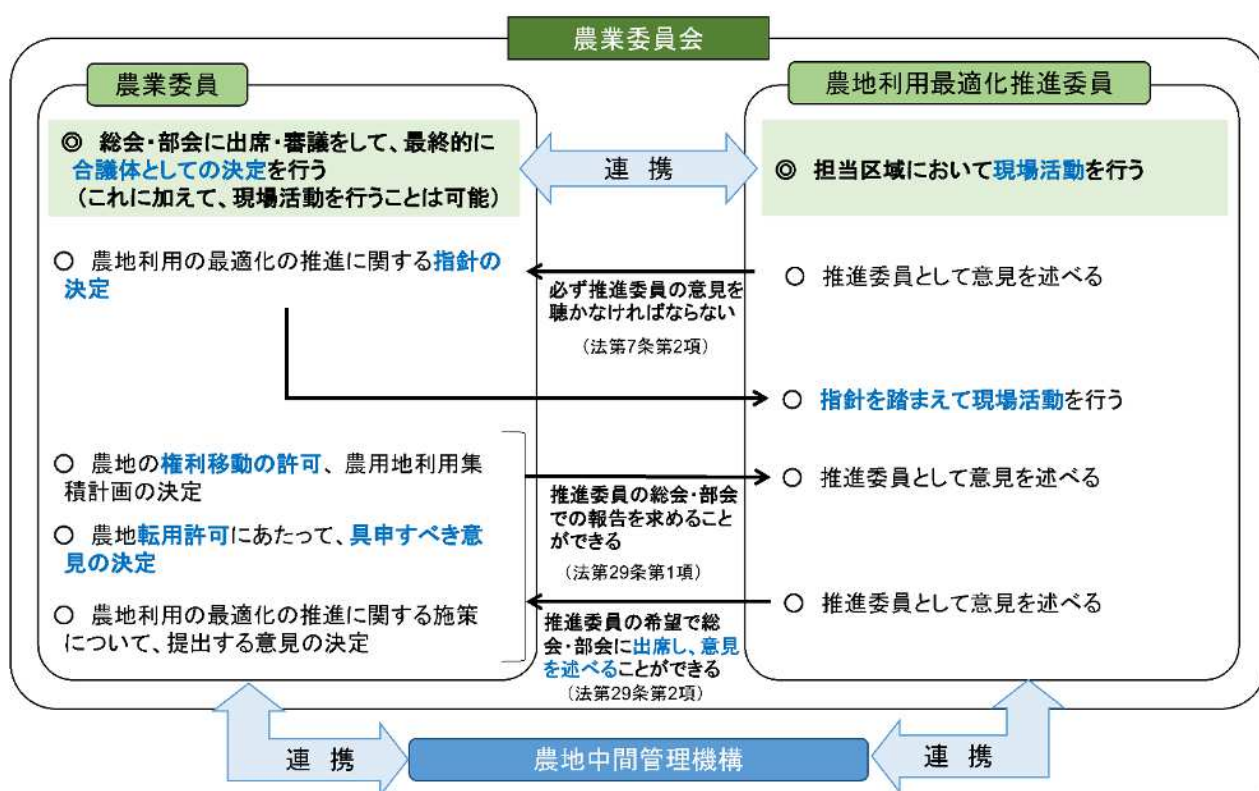 農業委員会
農業委員
◎ 総会・部会に出席・審議をして、最終的に
合議体としての決定を行う
（これに加えて、現場活動を行うことは可能）
○ 農地利用の最適化の推進に関する指針の
決定
○ 農地の権利移動の許可、農用地利用集
積計画の決定
○ 農地転用許可にあたって、具申すべき意
見の決定
○ 農地利用の最適化の推進に関する施策
について、提出する意見の決定
連 携
必ず推進委員の意見を
聴かなければならない
（法第7条第2項）
推進委員の総会・部会
での報告を求めること
ができる
（法第29条第1項）
推進委員の希望で総
会・部会に出席し、意見
を述べることができる
（法第29条第2項）
農地利用最適化推進委員
◎ 担当区域において現場活動を行う
○ 推進委員として意見を述べる
○ 指針を踏まえて現場活動を行う
○ 推進委員として意見を述べる
○ 推進委員として意見を述べる
連 携
農地中間管理機構
連 携